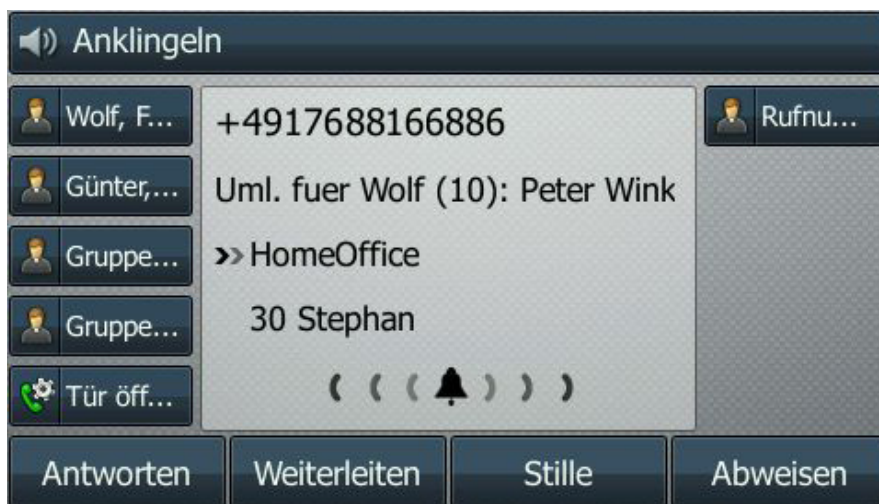 Anklingeln
Wolf, F...
Günter,...
Gruppe...
Gruppe...
Tür öff...
+4917688166886
Uml. fuer Wolf (10): Peter Wink
HomeOffice
30 Stephan
Rufnu...
Antworten
Weiterleiten
Stille
Abweisen